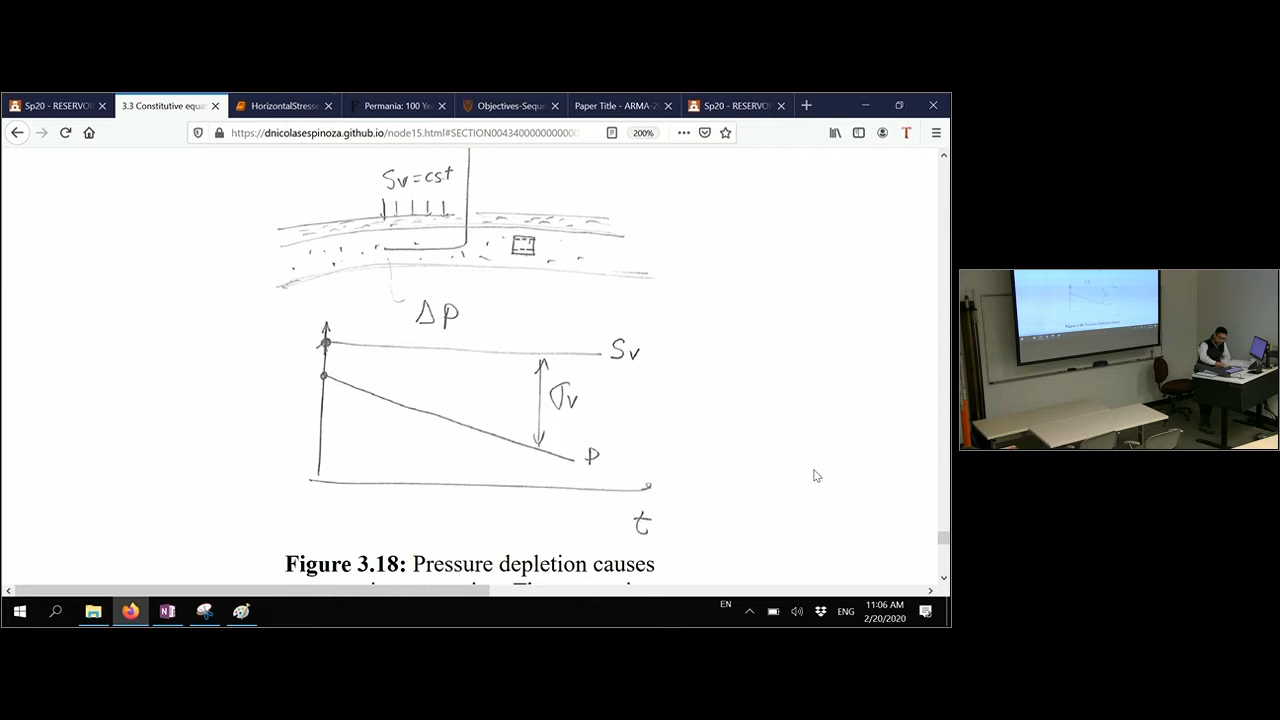 Sp20 - RESERVOI
3.3 Constitutive equa
HorizontalStresse
Permania: 100 Ye
Objectives-Seque
Paper Title - ARMA-2
Sp20 - RESERVOI
https://dnicolasespinoza.github.io/node15.html#SECTION0043400000000000
200%
Sv=cst
Δp
Sv
σv
P
t
Figure 3.18: Pressure depletion causes
EN
ENG
11:06 AM
2/20/2020